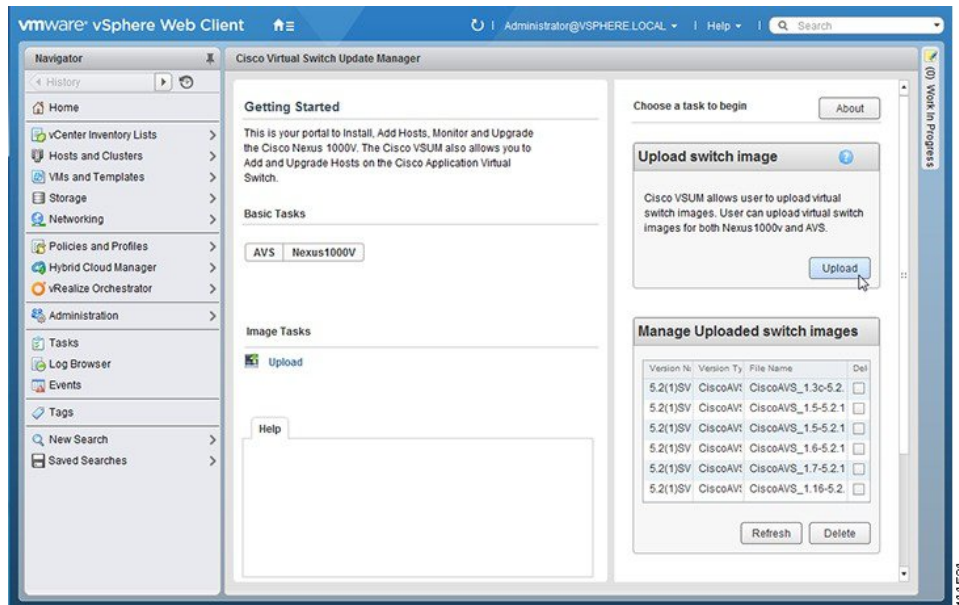 vmware® vSphere Web Client
Administrator@VSPHERE.LOCAL
Help
Search
Navigator
History
Home
vCenter Inventory Lists
Hosts and Clusters
VMs and Templates
Storage
Networking
Policies and Profiles
Hybrid Cloud Manager
vRealize Orchestrator
Administration
Tasks
Log Browser
Events
Tags
New Search
Saved Searches
Cisco Virtual Switch Update Manager
Getting Started
This is your portal to Install, Add Hosts, Monitor and Upgrade
the Cisco Nexus 1000V. The Cisco VSUM also allows you to
Add and Upgrade Hosts on the Cisco Application Virtual
Switch.
Basic Tasks
AVS Nexus1000V
Image Tasks
Upload
Help
Choose a task to begin
About
Upload switch image
Cisco VSUM allows user to upload virtual
switch images. User can upload virtual switch
images for both Nexus1000v and AVS.
Upload
Manage Uploaded switch images
Version Ty File Name Del
5.2(1)SV CiscoAV CiscoAVS_1.3c-5.2.
5.2(1)SV CiscoAV CiscoAVS_1.5-5.2.1
5.2(1)SV CiscoAV CiscoAVS_1.5-5.2.1
5.2(1)SV CiscoAV CiscoAVS_1.6-5.2.1
5.2(1)SV CiscoAV CiscoAVS_1.7-5.2.1
5.2(1)SV CiscoAV CiscoAVS_1.16-5.2.
Refresh Delete
(0) Work In Progress